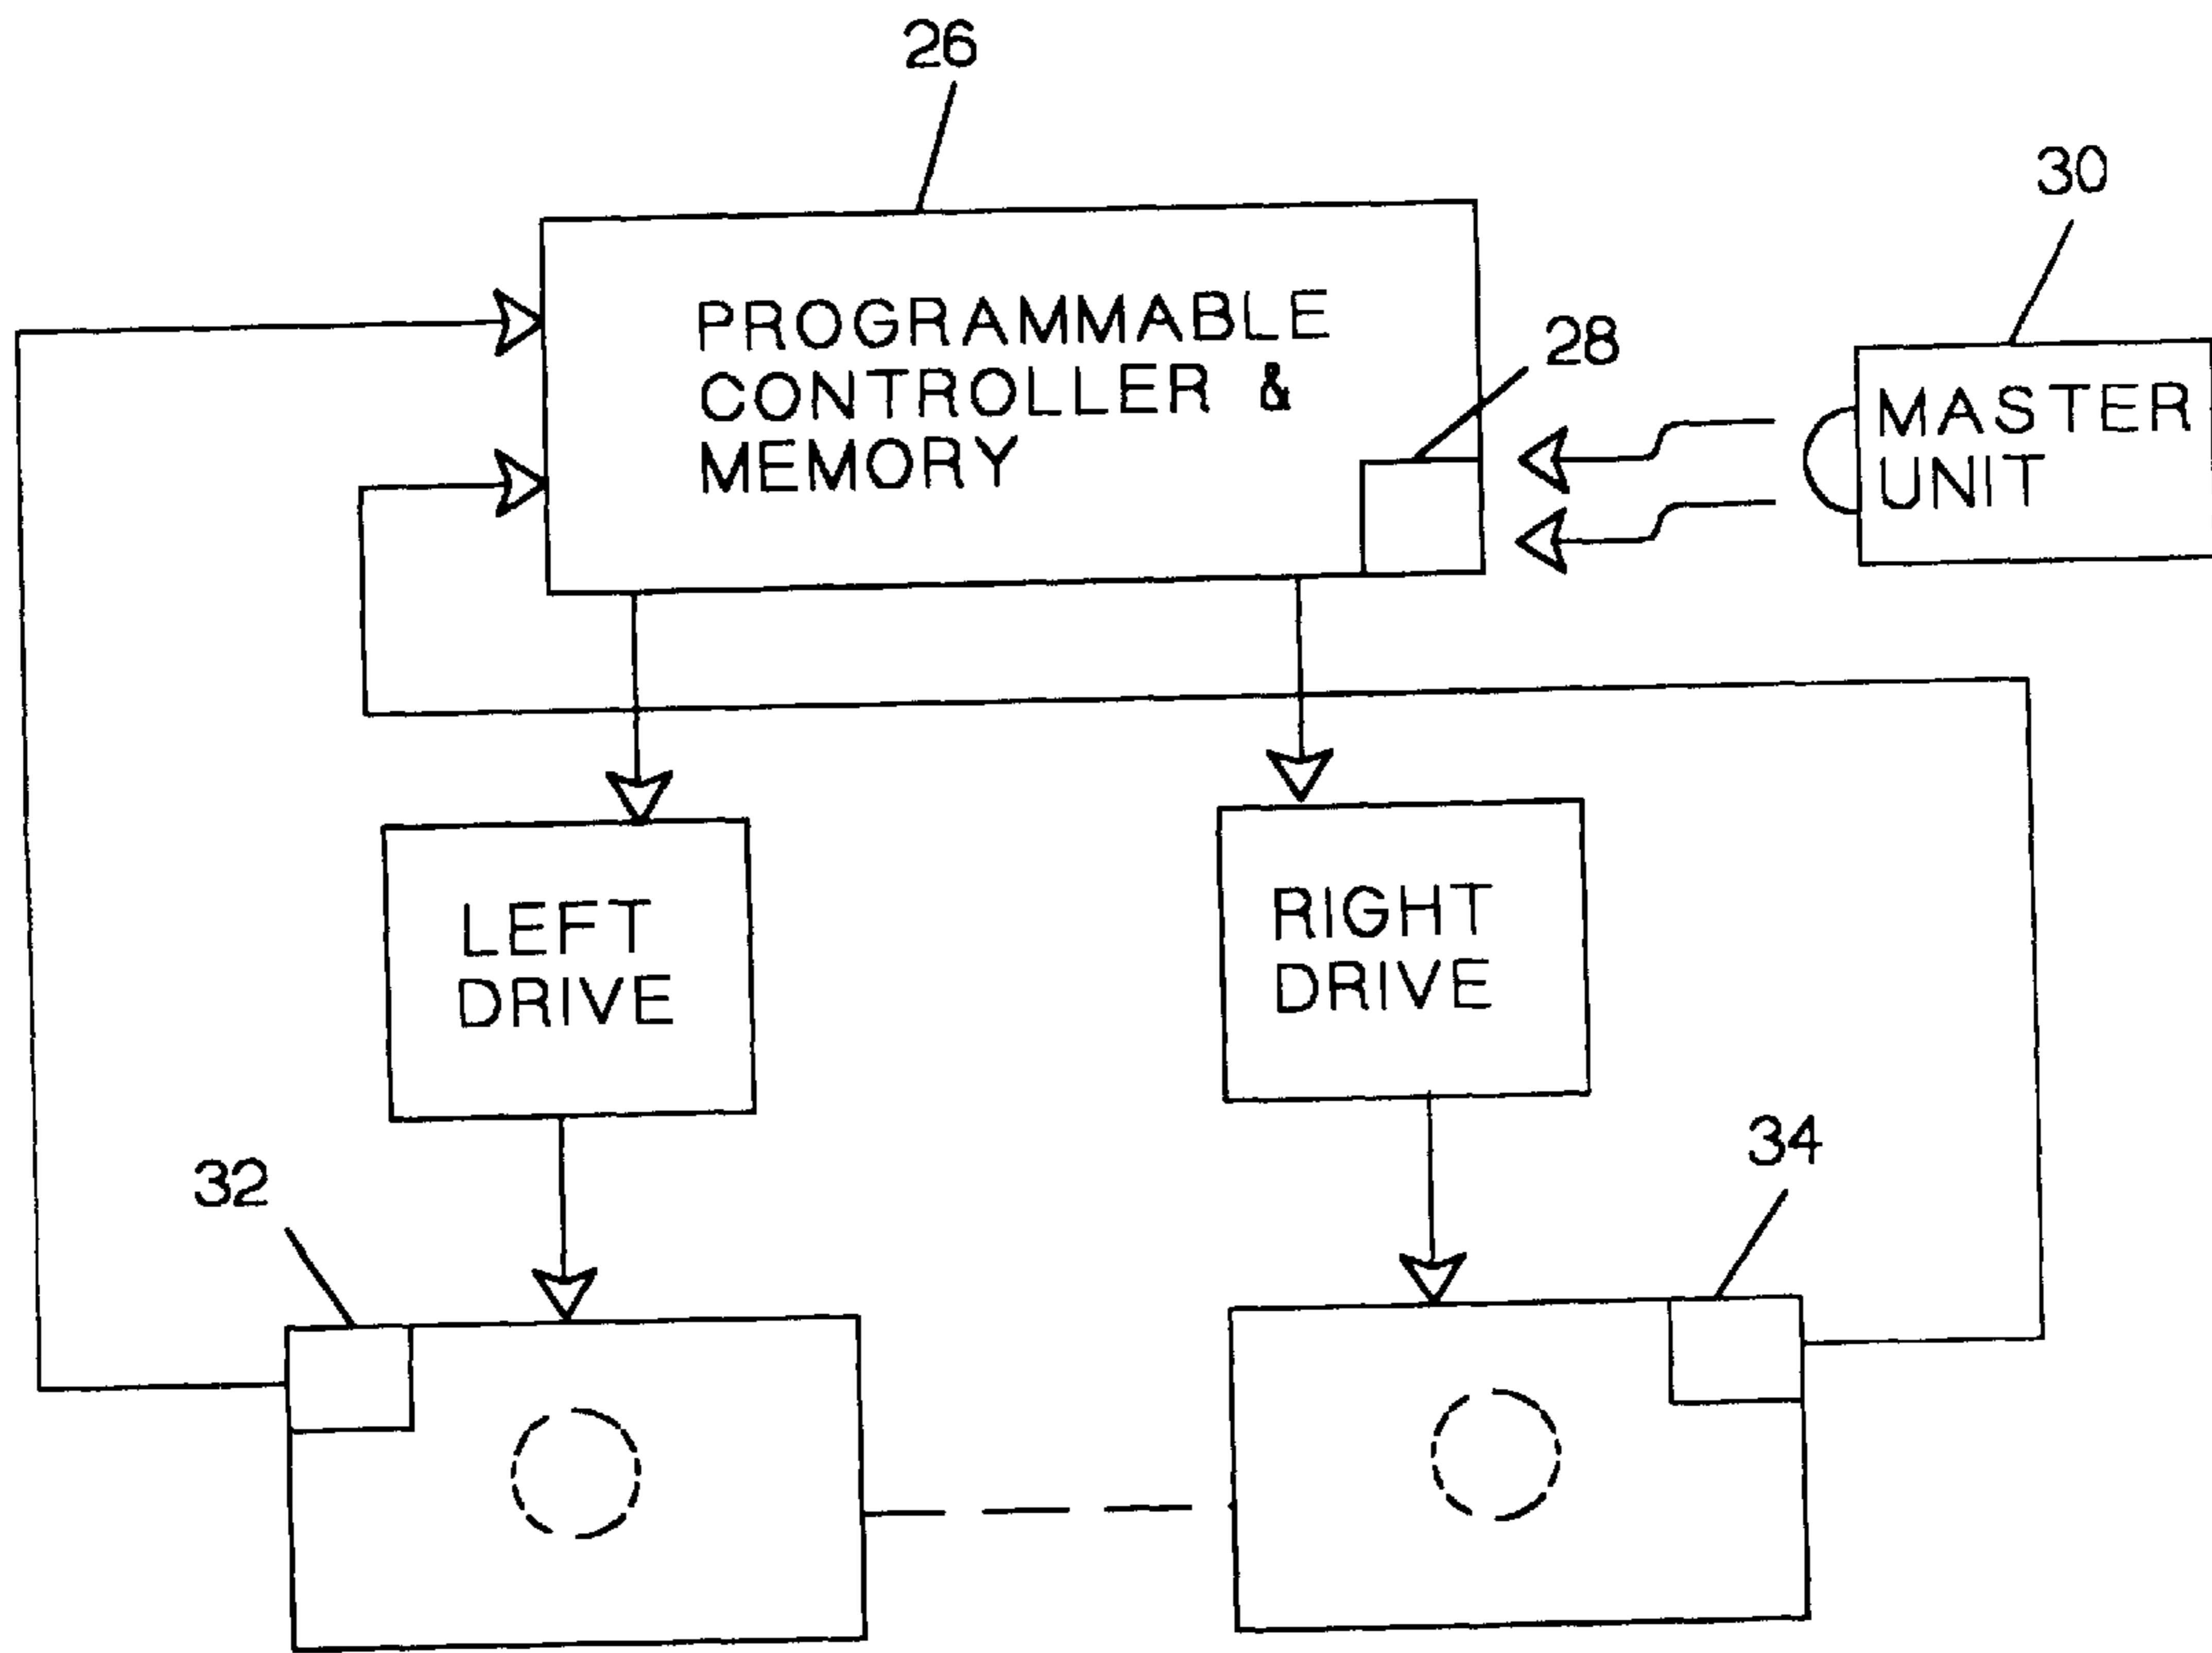 26
30
PROGRAMMABLE
CONTROLLER &
MEMORY
28
MASTER
UNIT
LEFT
DRIVE
RIGHT
DRIVE
32
34